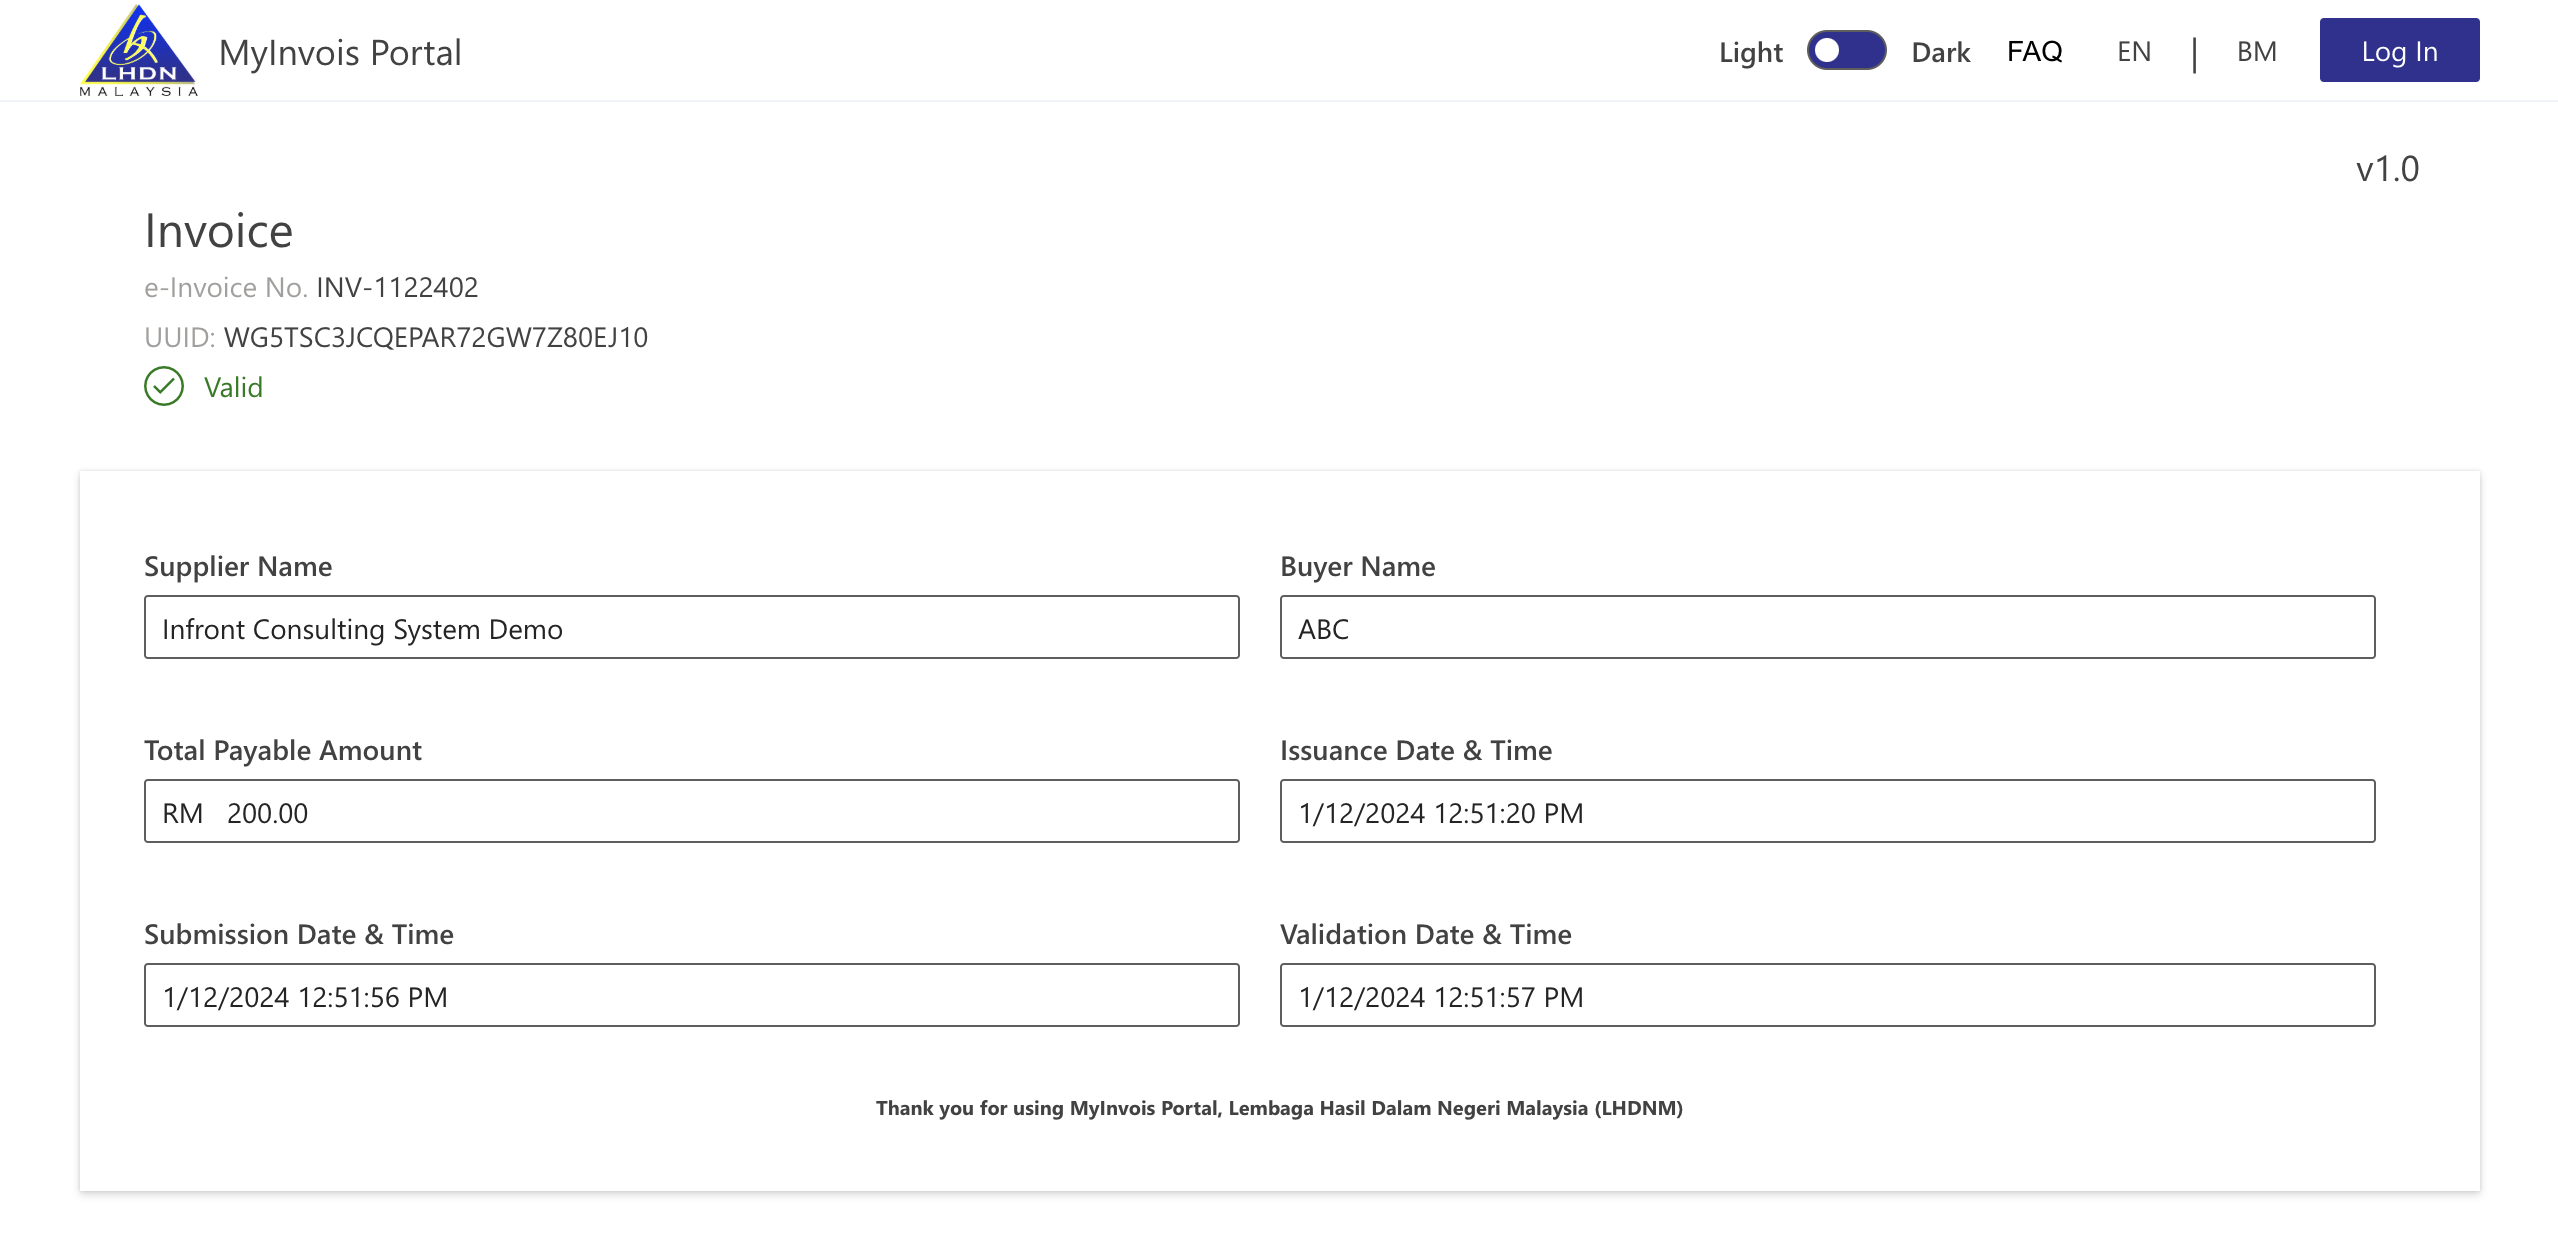 LHDN
MALAYSIA
MyInvois Portal
Light Dark FAQ EN | BM Log In
v1.0
Invoice
e-Invoice No. INV-1122402
UUID: WG5TSC3JCQEPAR72GW7Z80EJ10
Valid
Supplier Name
Infront Consulting System Demo
Buyer Name
ABC
Total Payable Amount
RM 200.00
Issuance Date & Time
1/12/2024 12:51:20 PM
Submission Date & Time
1/12/2024 12:51:56 PM
Validation Date & Time
1/12/2024 12:51:57 PM
Thank you for using MyInvois Portal, Lembaga Hasil Dalam Negeri Malaysia (LHDNM)